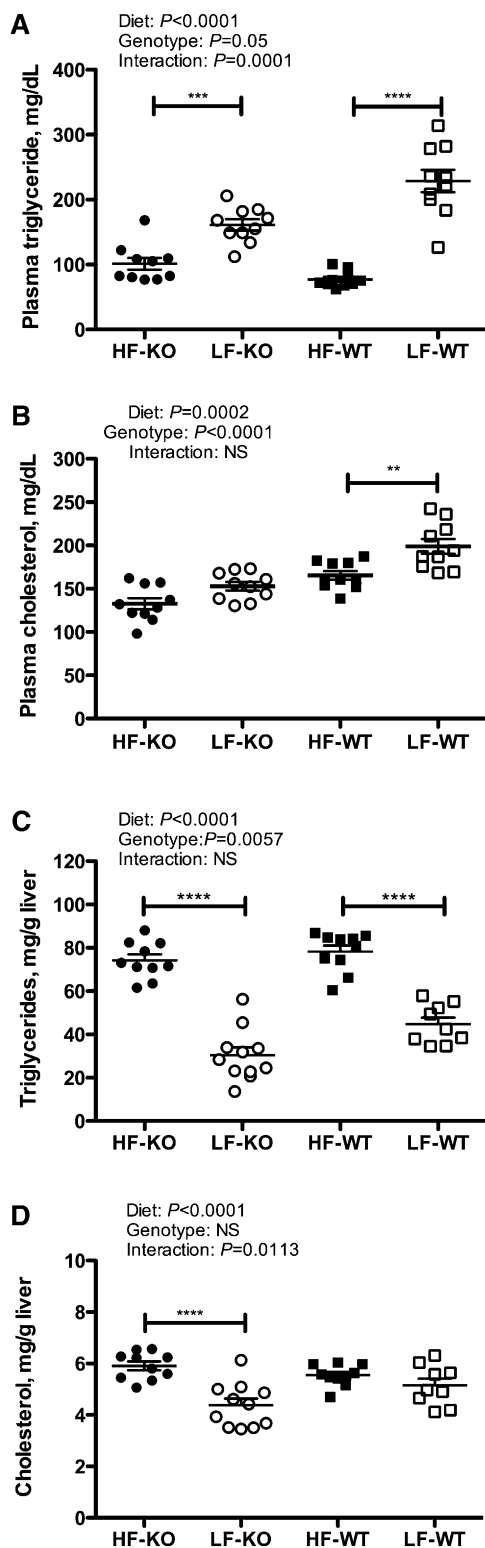 A
Diet: P<0.0001
Genotype: P=0.05
Interaction: P=0.0001
Plasma triglyceride, mg/dL
400
300
200
100
0
***
****
HF-KO LF-KO HF-WT LF-WT
B
Diet: P=0.0002
Genotype: P<0.0001
Interaction: NS
Plasma cholesterol, mg/dL
300
250
200
150
100
50
0
**
HF-KO LF-KO HF-WT LF-WT
C
Diet: P<0.0001
Genotype:P=0.0057
Interaction: NS
Triglycerides, mg/g liver
120
100
80
60
40
20
0
****
****
HF-KO LF-KO HF-WT LF-WT
D
Diet: P<0.0001
Genotype: NS
Interaction: P=0.0113
Cholesterol, mg/g liver
10
8
6
4
2
0
****
HF-KO LF-KO HF-WT LF-WT